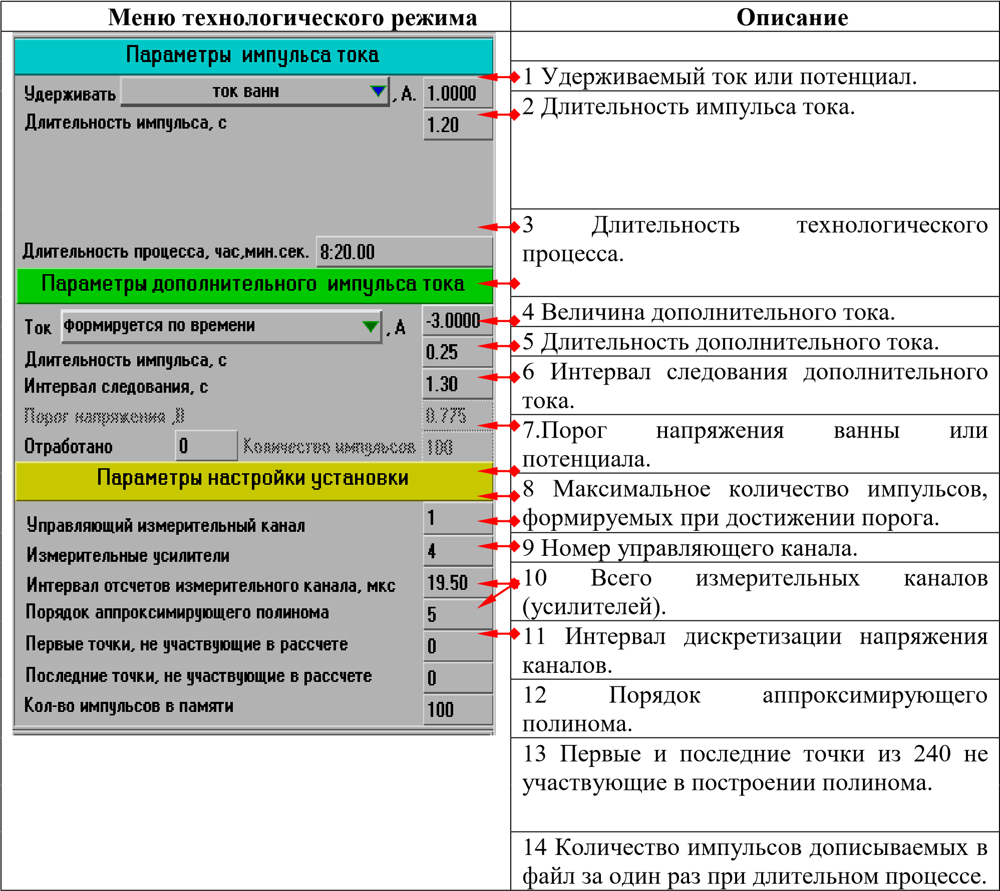 Меню технологического режима
Описание
Параметры импульса тока
Удерживать ток ванн , А. 1.0000
Длительность импульса, с 1.20
Длительность процесса, час,мин.сек. 8:20.00
Параметры дополнительного импульса тока
Ток формируется по времени , А -3.0000
Длительность импульса, с 0.25
Интервал следования, с 1.30
Порог напряжения ,В 0.775
Отработано 0 Количество импульсов 100
Параметры настройки установки
Управляющий измерительный канал 1
Измерительные усилители 4
Интервал отсчетов измерительного канала, мкс 19.50
Порядок аппроксимирующего полинома 5
Первые точки, не участвующие в рассчете 0
Последние точки, не участвующие в рассчете 0
Кол-во импульсов в памяти 100
1 Удерживаемый ток или потенциал.
2 Длительность импульса тока.
3 Длительность технологического
процесса.
4 Величина дополнительного тока.
5 Длительность дополнительного тока.
6 Интервал следования дополнительного
тока.
7.Порог напряжения ванны или
потенциала.
8 Максимальное количество импульсов,
формируемых при достижении порога.
9 Номер управляющего канала.
10 Всего измерительных каналов
(усилителей).
11 Интервал дискретизации напряжения
каналов.
12 Порядок аппроксимирующего
полинома.
13 Первые и последние точки из 240 не
участвующие в построении полинома.
14 Количество импульсов дописываемых в
файл за один раз при длительном процессе.